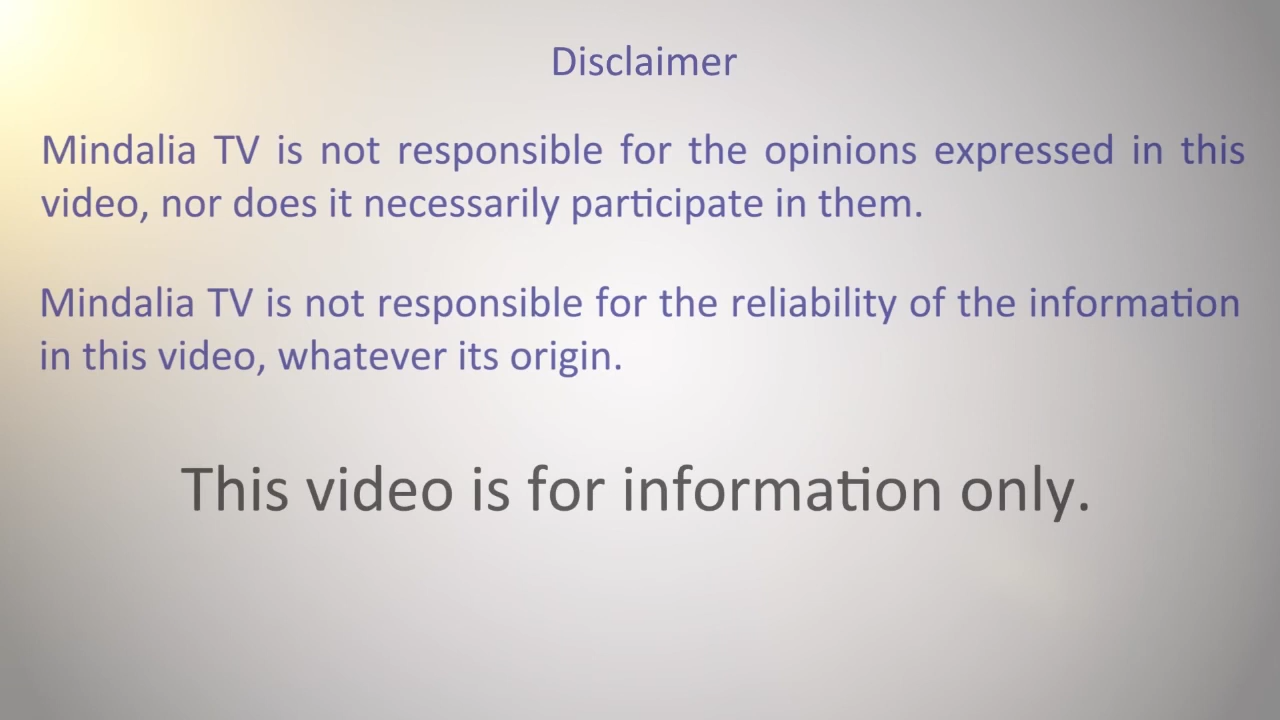 Disclaimer
Mindalia TV is not responsible for the opinions expressed in this
video, nor does it necessarily participate in them.
Mindalia TV is not responsible for the reliability of the information
in this video, whatever its origin.
This video is for information only.